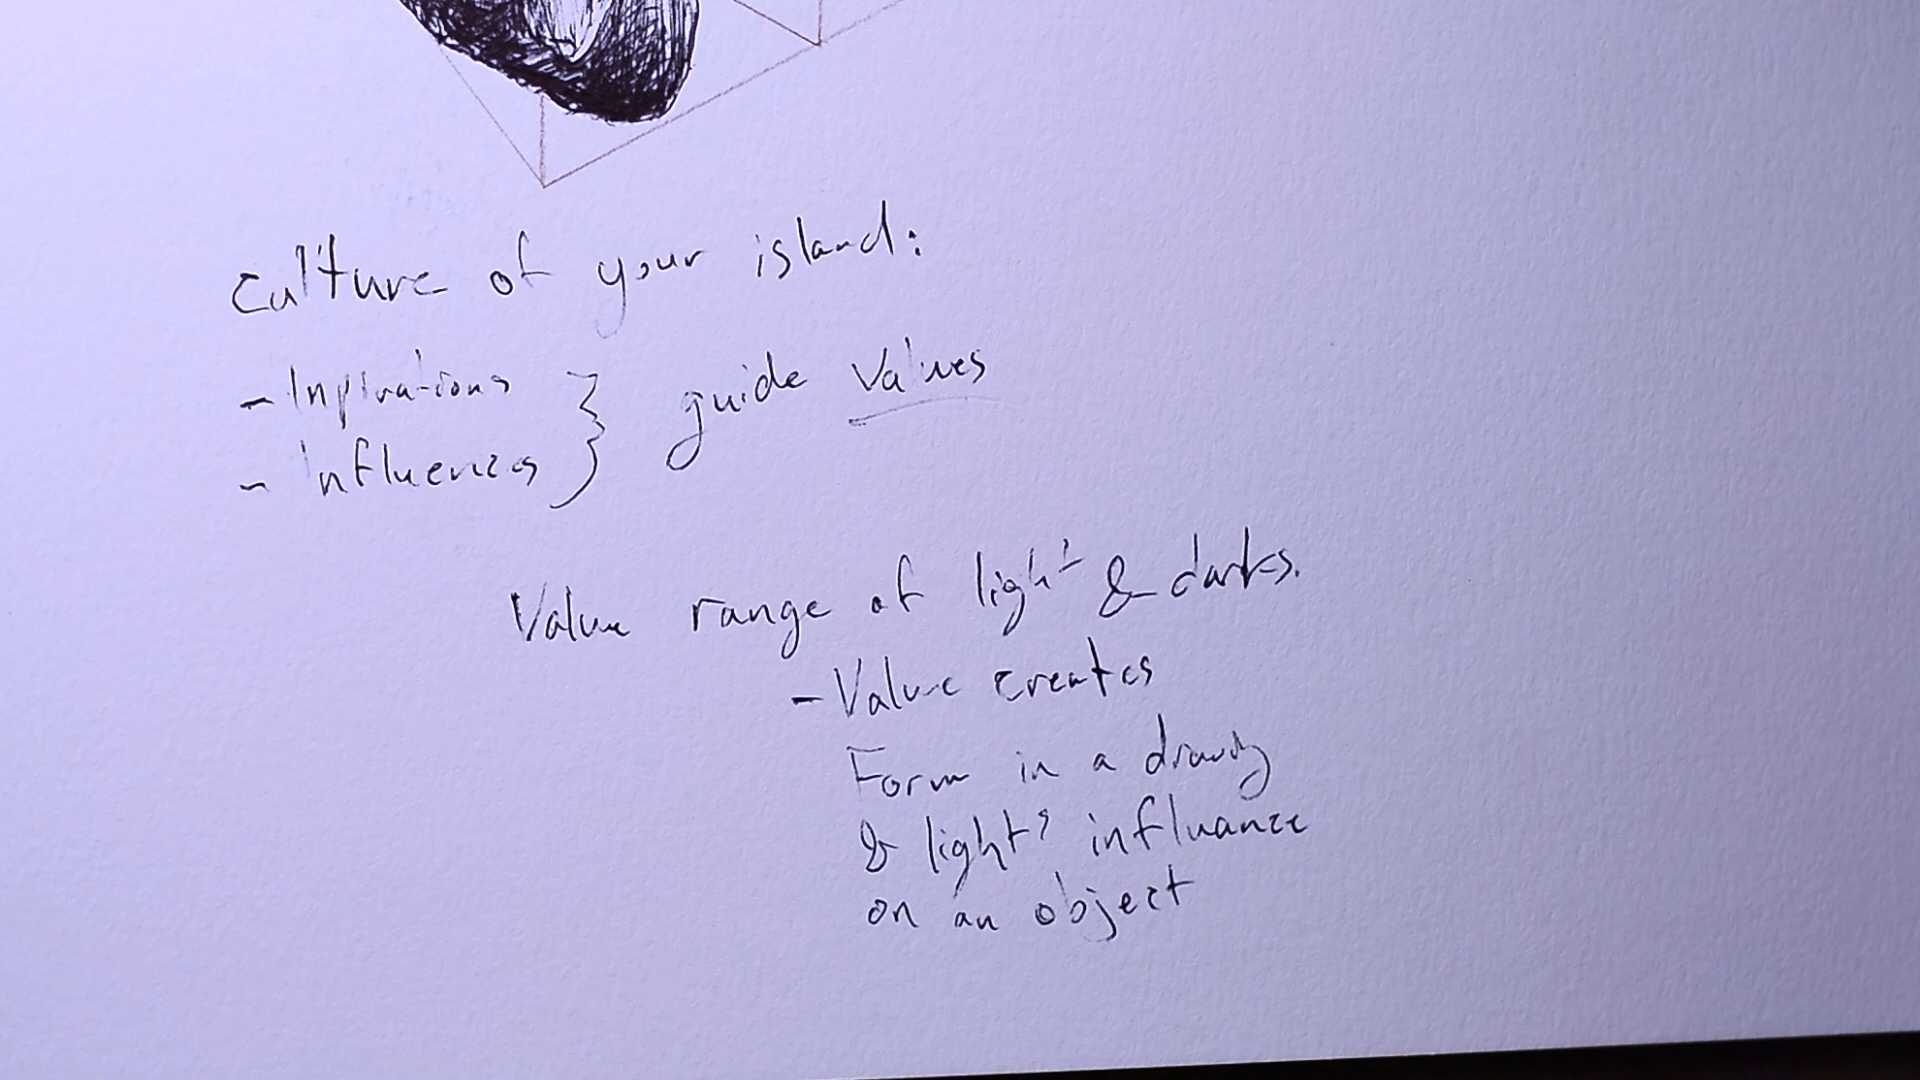 Culture of your island:
- Inpirations } guide values
- influences
Value range of light & darks.
- Value creates
Form in a drawing
& light's influance
on an object